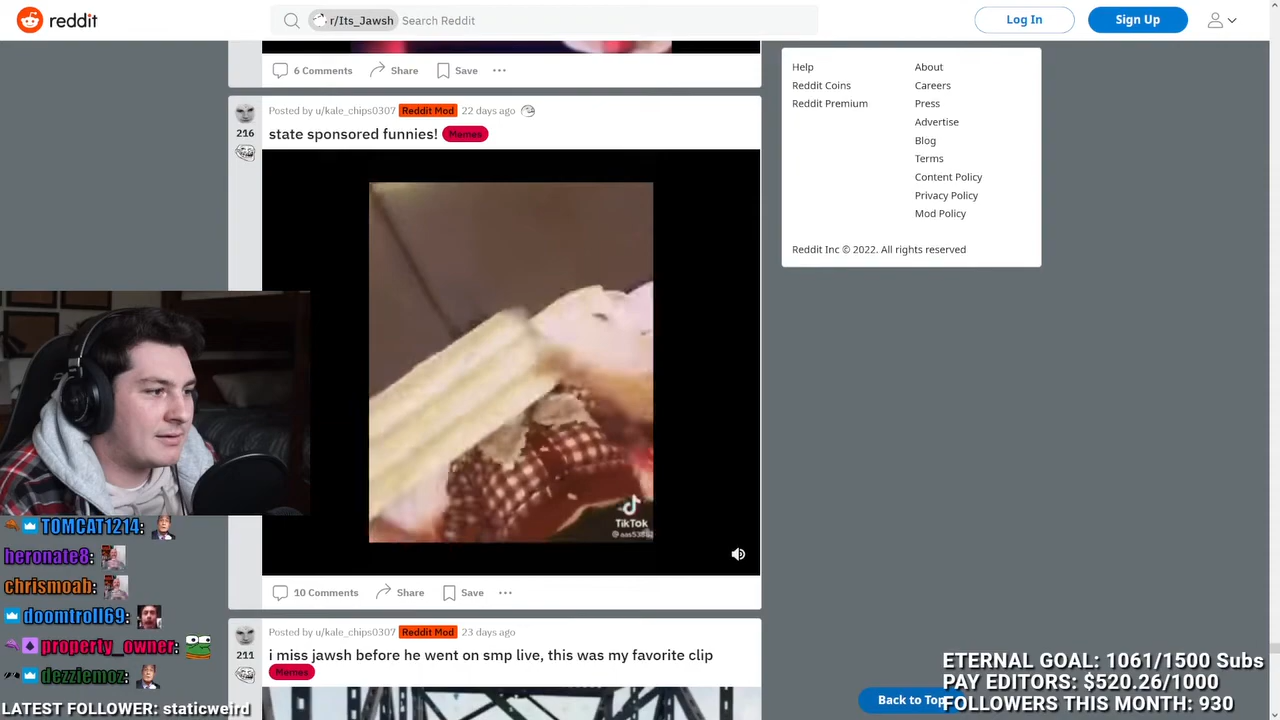 reddit
r/Its_Jawsh Search Reddit
Log In
Sign Up
6 Comments Share Save
Posted by u/kale_chips0307 Reddit Mod 22 days ago
216
state sponsored funnies! Memes
TikTok
10 Comments Share Save
Posted by u/kale_chips0307 Reddit Mod 23 days ago
211
i miss jawsh before he went on smp live, this was my favorite clip
Memes
Help
Reddit Coins
Reddit Premium
About
Careers
Press
Advertise
Blog
Terms
Content Policy
Privacy Policy
Mod Policy
Reddit Inc © 2022. All rights reserved
TOMCAT1214:
heronate8:
chrismoab:
doomtroll69:
property_owner:
dezziemoz:
LATEST FOLLOWER: staticweird
Back to Top
ETERNAL GOAL: 1061/1500 Subs
PAY EDITORS: $520.26/1000
FOLLOWERS THIS MONTH: 930